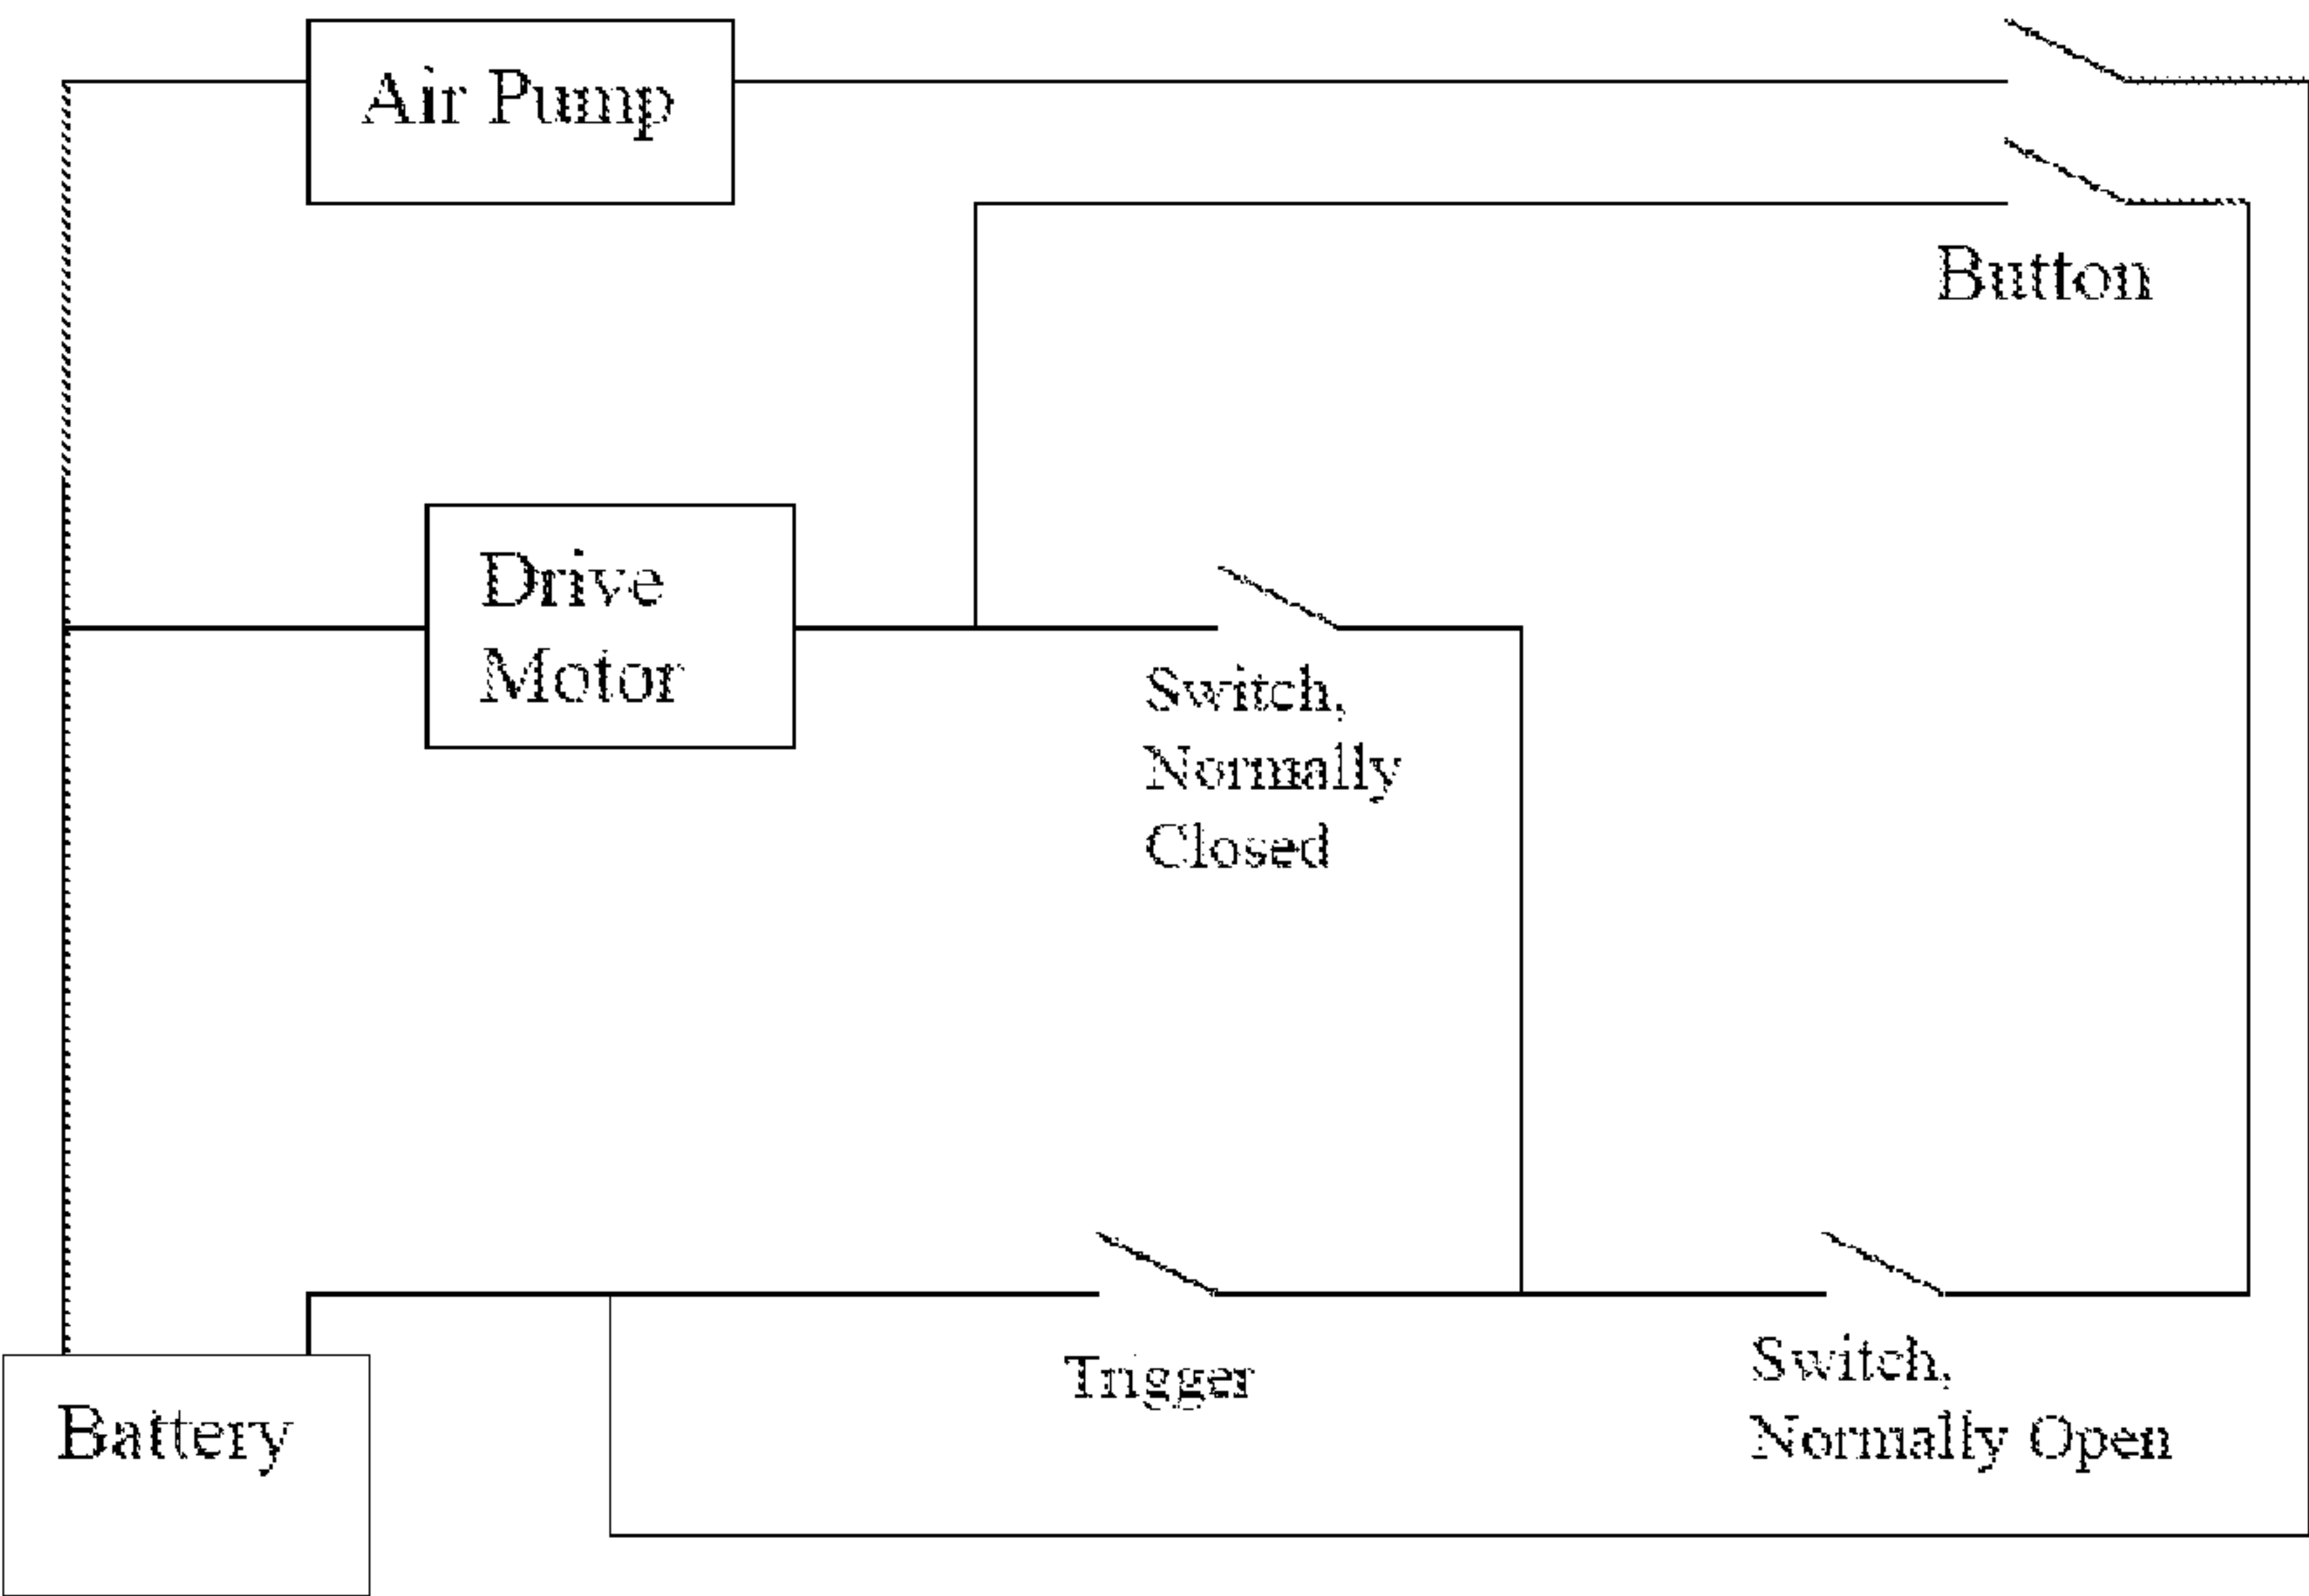 Air Pump
Button
Drive
Motor
Switch,
Normally
Closed
Trigger
Switch,
Normally Open
Battery